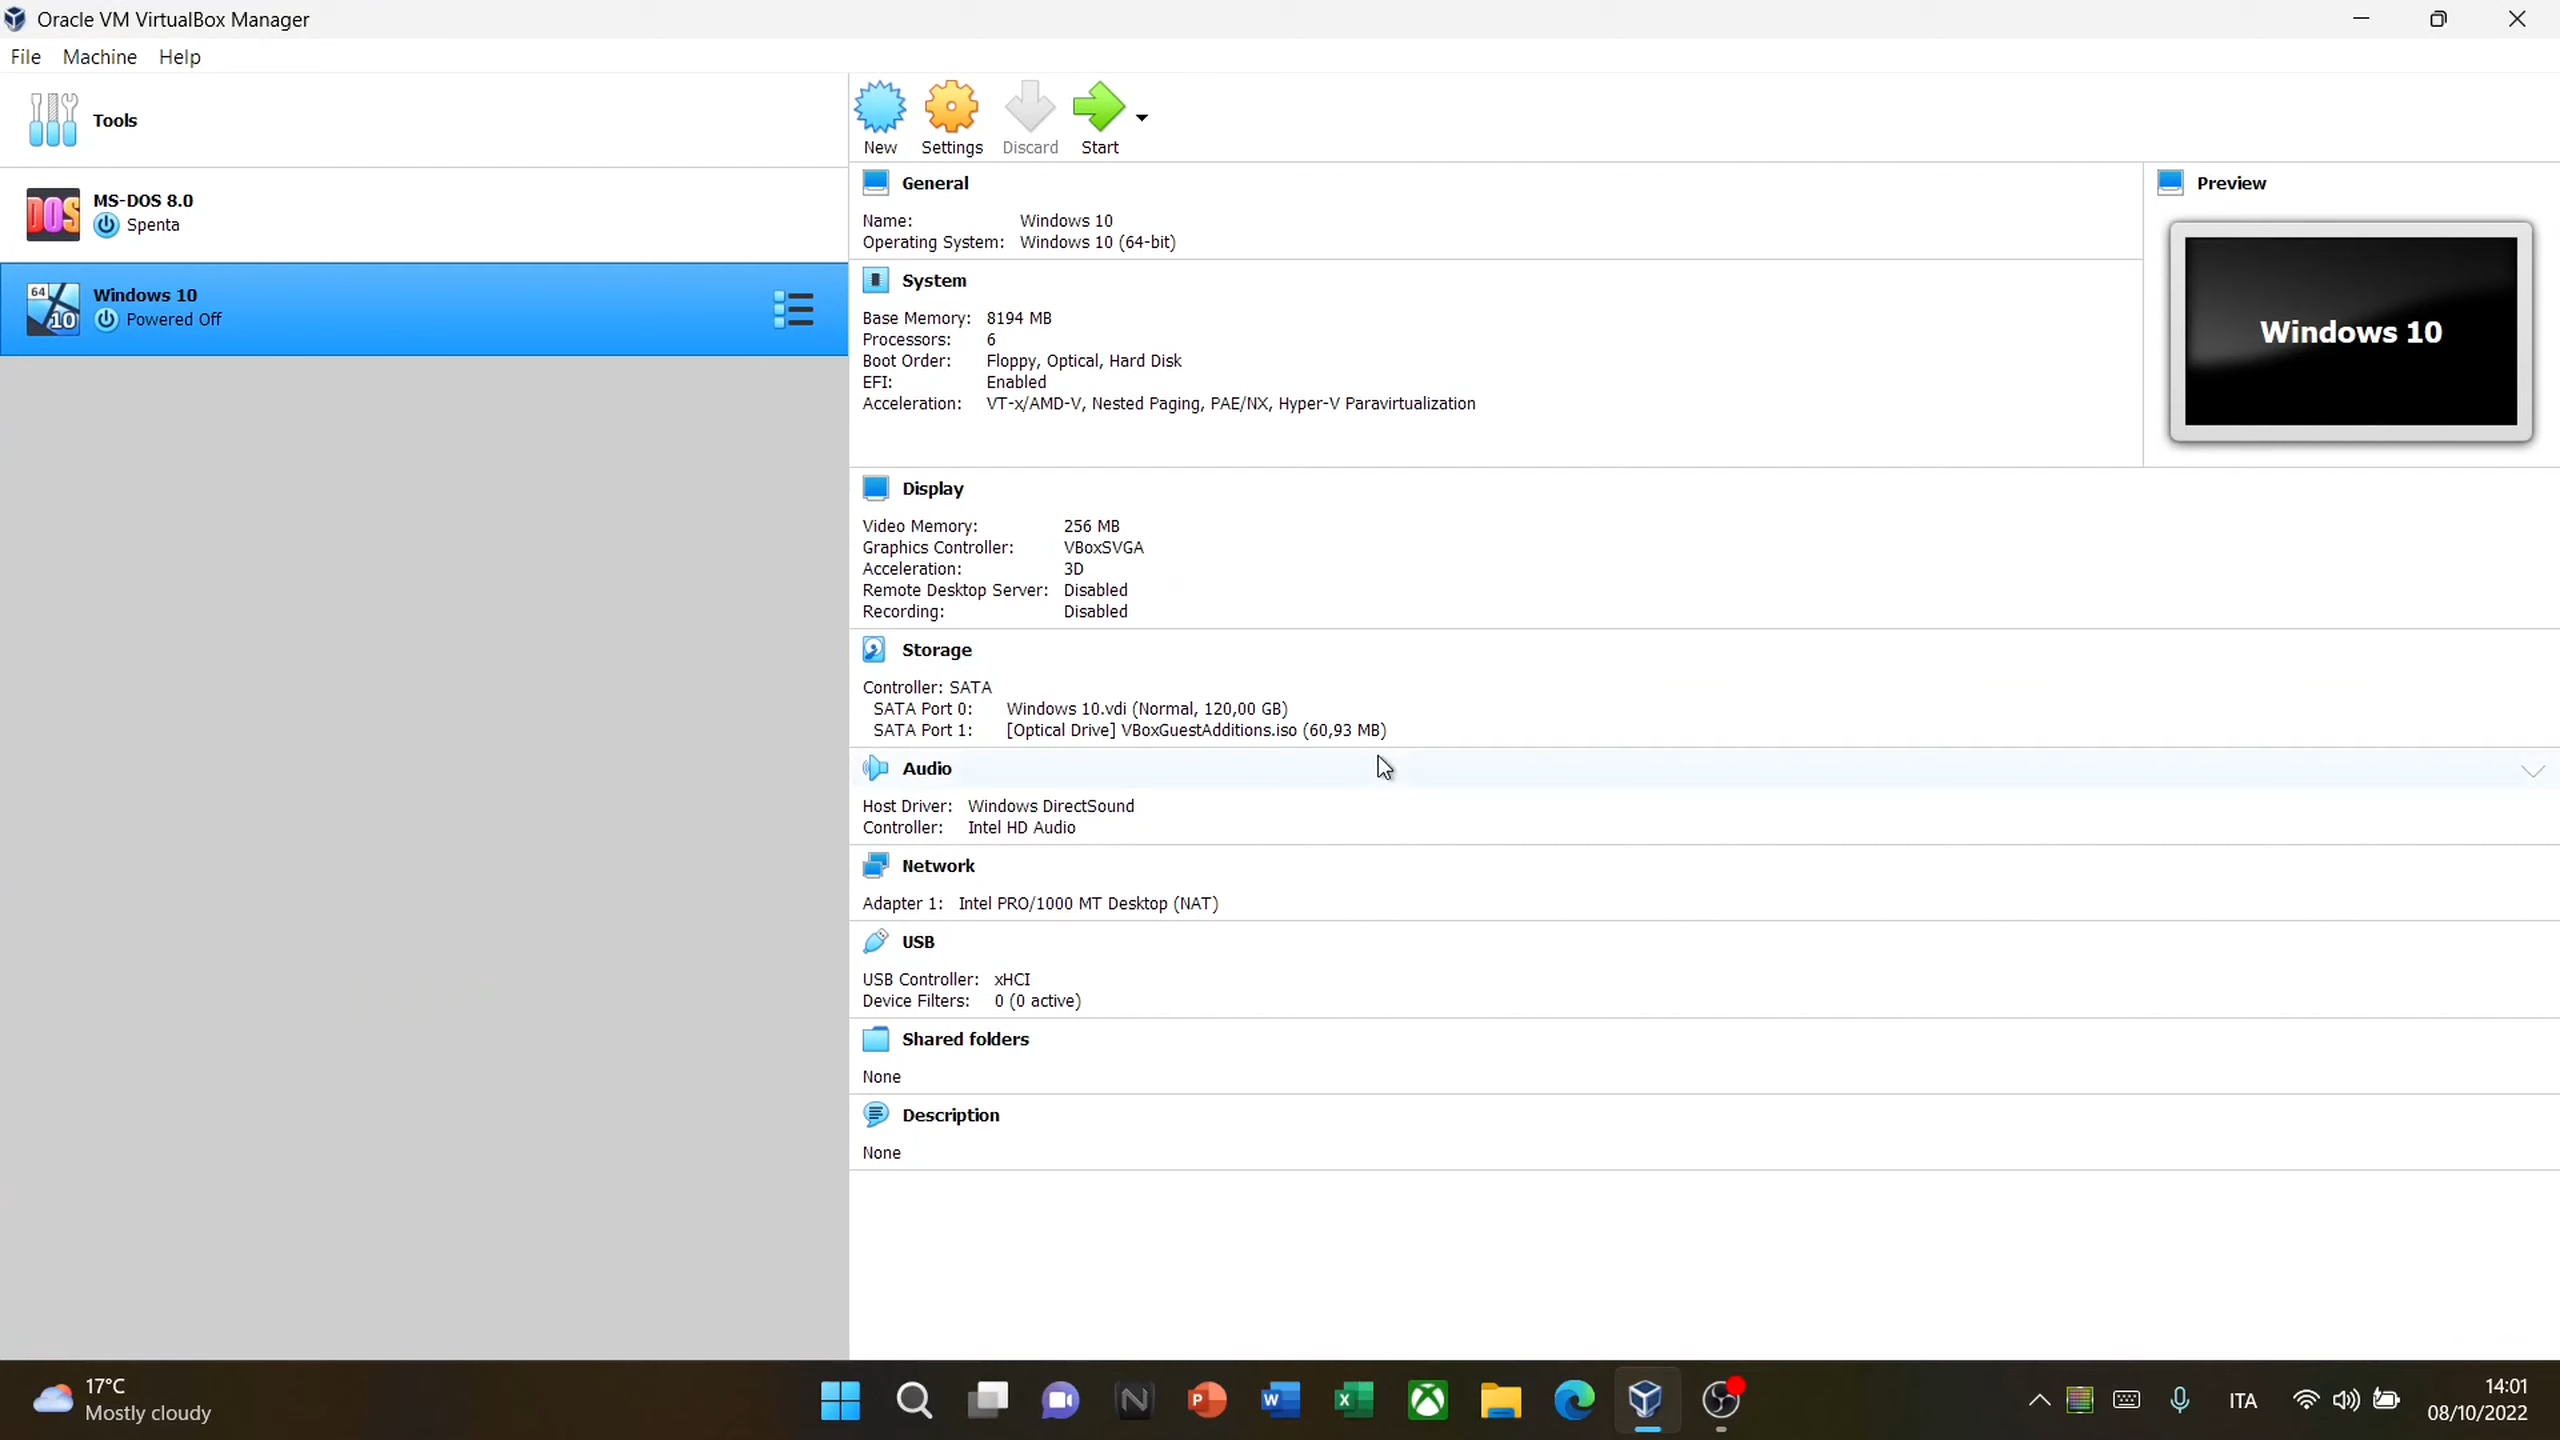 Oracle VM VirtualBox Manager
File Machine Help
Tools
MS-DOS 8.0
Spenta
64
10
Windows 10
Powered Off
DOS
New Settings Discard Start
General
Name: Windows 10
Operating System: Windows 10 (64-bit)
System
Base Memory: 8194 MB
Processors: 6
Boot Order: Floppy, Optical, Hard Disk
EFI: Enabled
Acceleration: VT-x/AMD-V, Nested Paging, PAE/NX, Hyper-V Paravirtualization
Preview
Windows 10
Display
Video Memory: 256 MB
Graphics Controller: VBoxSVGA
Acceleration: 3D
Remote Desktop Server: Disabled
Recording: Disabled
Storage
Controller: SATA
SATA Port 0: Windows 10.vdi (Normal, 120,00 GB)
SATA Port 1: [Optical Drive] VBoxGuestAdditions.iso (60,93 MB)
Audio
Host Driver: Windows DirectSound
Controller: Intel HD Audio
Network
Adapter 1: Intel PRO/1000 MT Desktop (NAT)
USB
USB Controller: xHCI
Device Filters: 0 (0 active)
Shared folders
None
Description
None
17°C
Mostly cloudy
N
P
W
X
ITA
14:01
08/10/2022